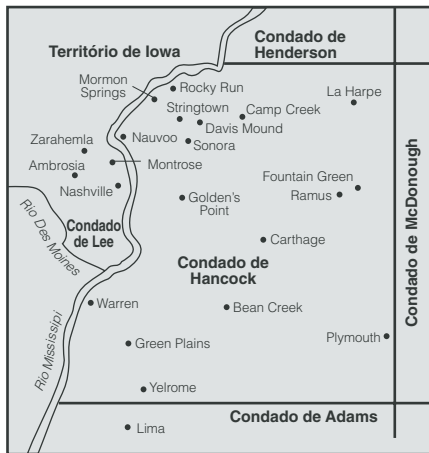 Condado de
Henderson
Território de Iowa
Mormon
Springs
Rocky Run
La Harpe
Stringtown
Camp Creek
Davis Mound
Zarahemla
Nauvoo
Sonora
Ambrosia
Montrose
Fountain Green
Nashville
Ramus
Golden's
Point
Rio Des Moines
Condado
de Lee
Carthage
Condado de McDonough
Condado de
Hancock
Warren
Bean Creek
Rio Mississipi
Green Plains
Plymouth
Yelrome
Condado de Adams
Lima